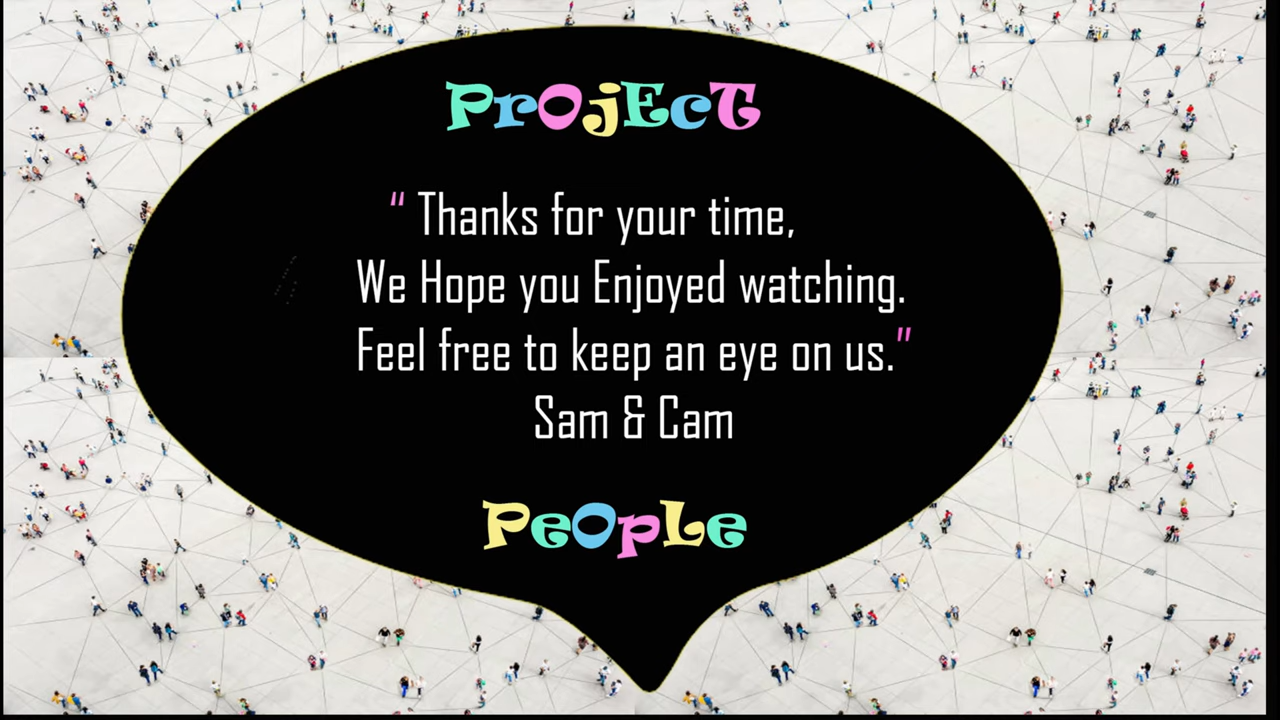 PrOjEcT
“ Thanks for your time,
We Hope you Enjoyed watching.
Feel free to keep an eye on us.”
Sam & Cam
PeOpLe